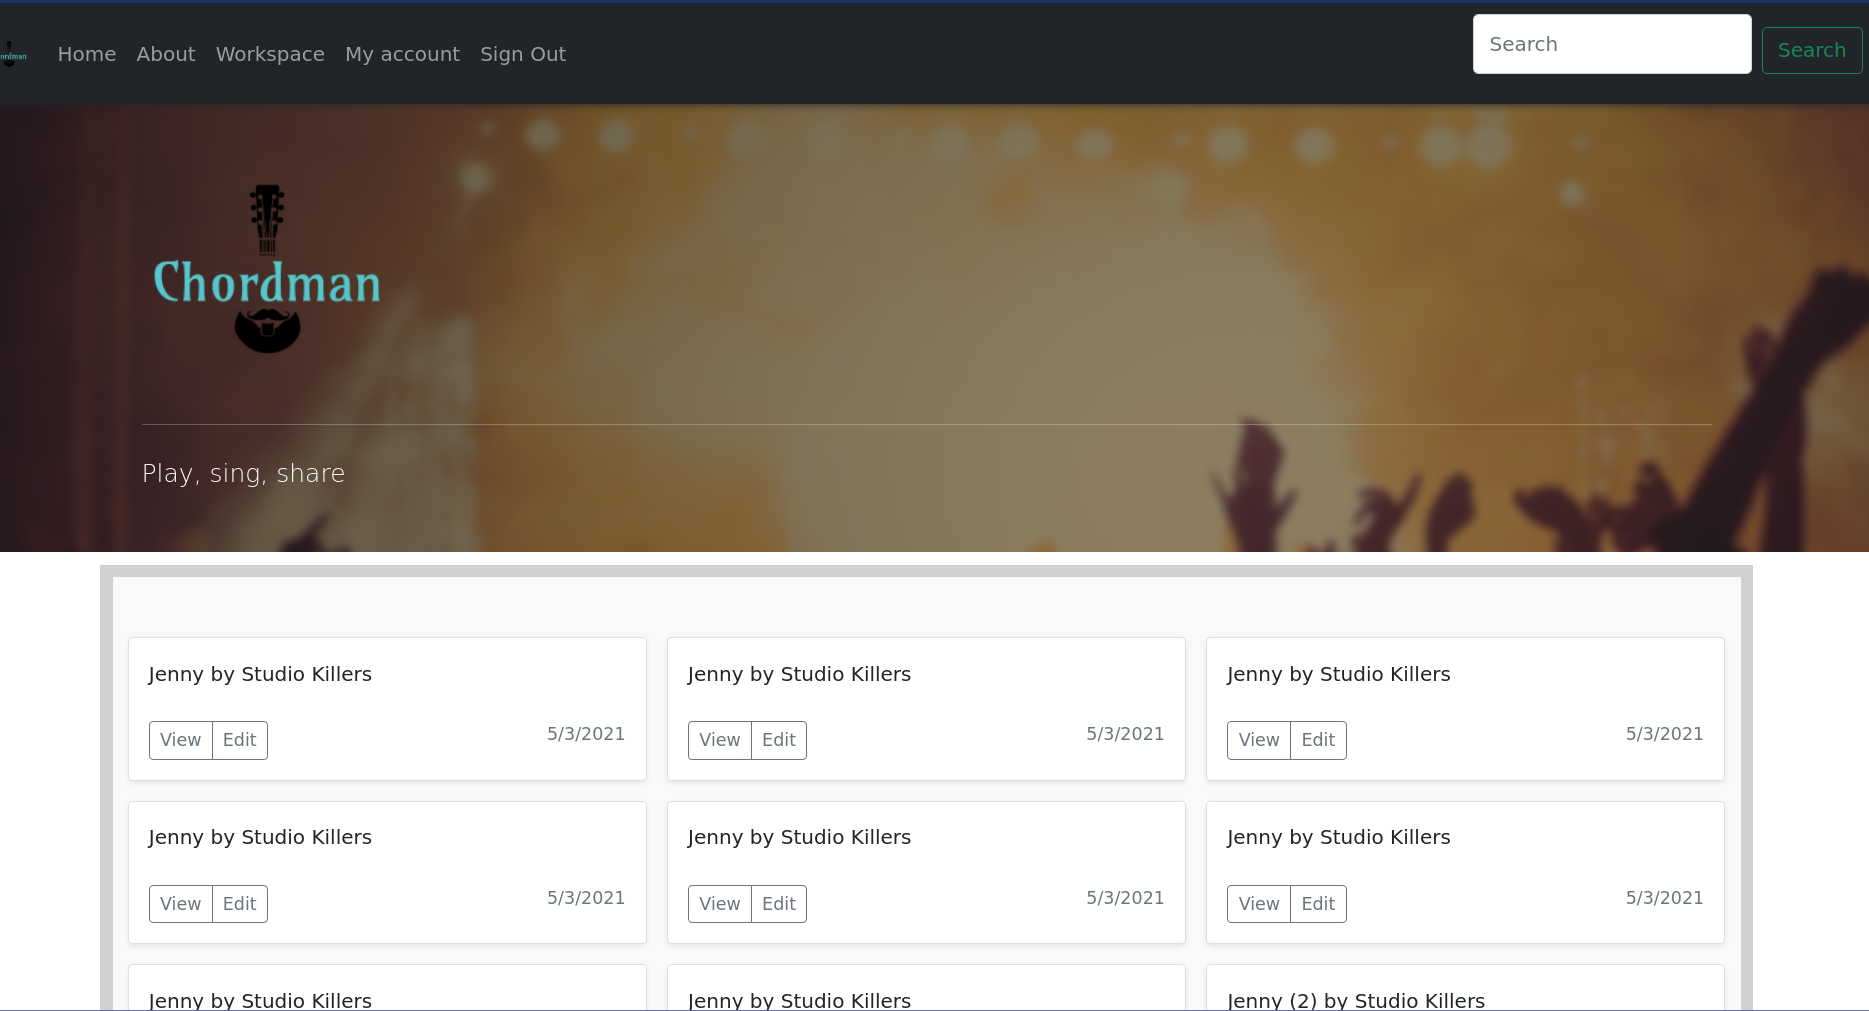 Home About Workspace My account Sign Out Search Search
Chordman
Play, sing, share
Jenny by Studio Killers Jenny by Studio Killers Jenny by Studio Killers
View Edit 5/3/2021 View Edit 5/3/2021 View Edit 5/3/2021
Jenny by Studio Killers Jenny by Studio Killers Jenny by Studio Killers
View Edit 5/3/2021 View Edit 5/3/2021 View Edit 5/3/2021
Jenny by Studio Killers Jenny by Studio Killers Jenny (2) by Studio Killers